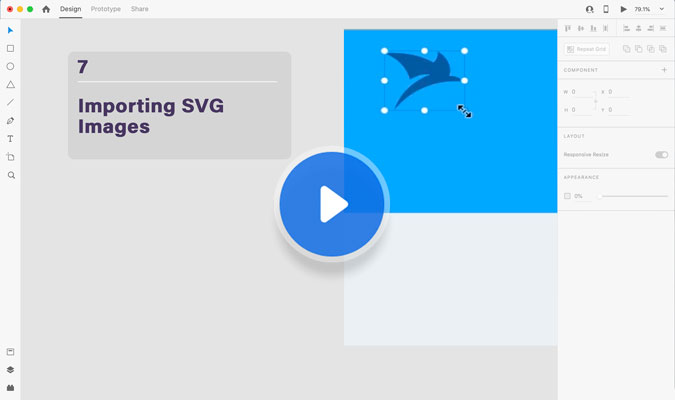 Design Prototype Share 79.1%
7
Importing SVG
Images
Repeat Grid
COMPONENT
W 0 X 0
H 0 Y 0
LAYOUT
Responsive Resize
APPEARANCE
0%
T